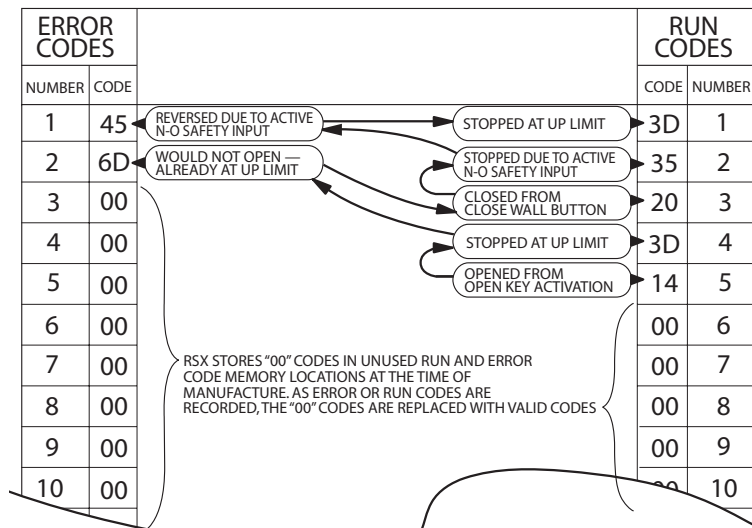 ERROR
CODES
RUN
CODES
NUMBER CODE
CODE NUMBER
1 45
REVERSED DUE TO ACTIVE
N-O SAFETY INPUT
STOPPED AT UP LIMIT
3D 1
2 6D
WOULD NOT OPEN —
ALREADY AT UP LIMIT
STOPPED DUE TO ACTIVE
N-O SAFETY INPUT
35 2
3 00
CLOSED FROM
CLOSE WALL BUTTON
20 3
4 00
STOPPED AT UP LIMIT
3D 4
5 00
OPENED FROM
OPEN KEY ACTIVATION
14 5
6 00
00 6
7 00
RSX STORES “00” CODES IN UNUSED RUN AND ERROR
CODE MEMORY LOCATIONS AT THE TIME OF
MANUFACTURE. AS ERROR OR RUN CODES ARE
RECORDED, THE “00” CODES ARE REPLACED WITH VALID CODES
00 7
8 00
00 8
9 00
00 9
10 00
10